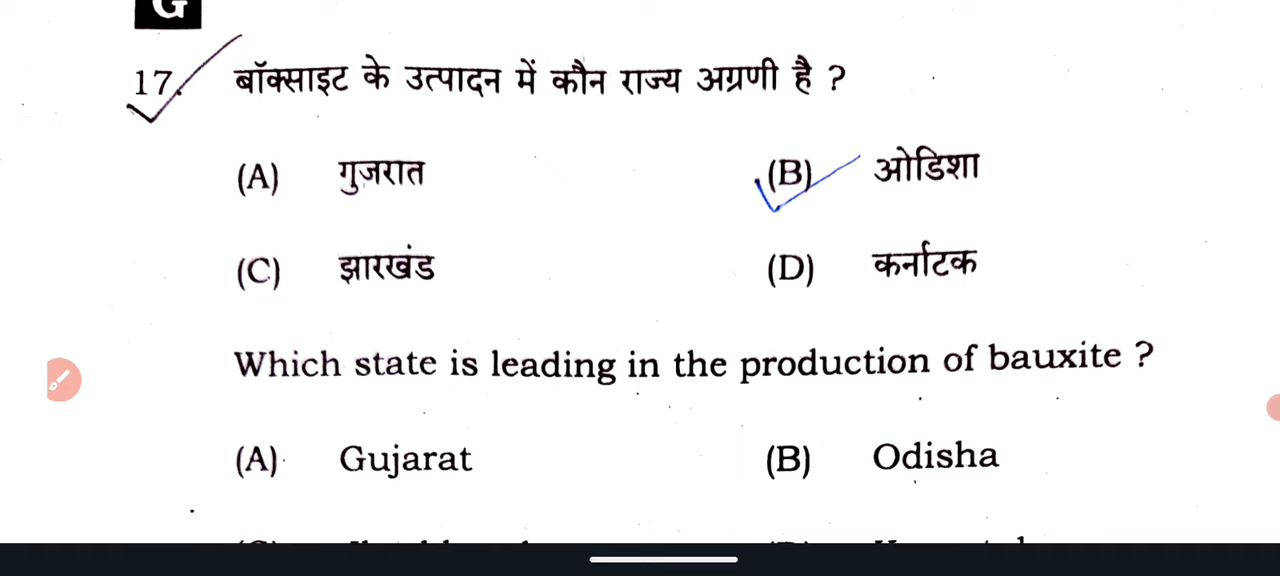 G
17. बॉक्साइट के उत्पादन में कौन राज्य अग्रणी है ?
(A) गुजरात (B) ओडिशा
(C) झारखंड (D) कर्नाटक
Which state is leading in the production of bauxite ?
(A) Gujarat (B) Odisha